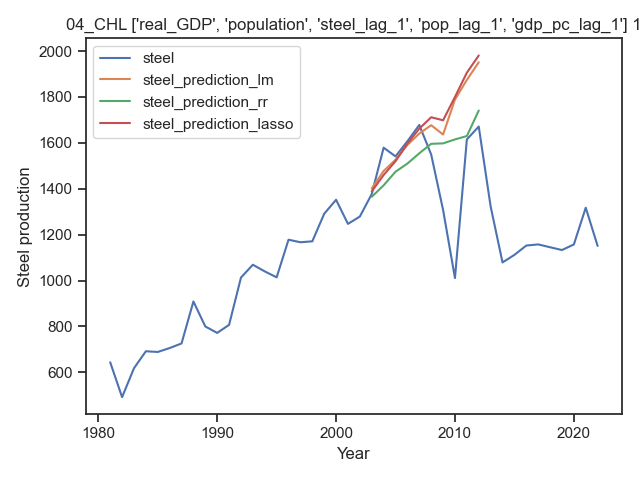 04_CHL ['real_GDP', 'population', 'steel_lag_1', 'pop_lag_1', 'gdp_pc_lag_1'] 1
steel
steel_prediction_lm
steel_prediction_rr
steel_prediction_lasso
Steel production
2000
1800
1600
1400
1200
1000
800
600
1980
1990
2000
2010
2020
Year